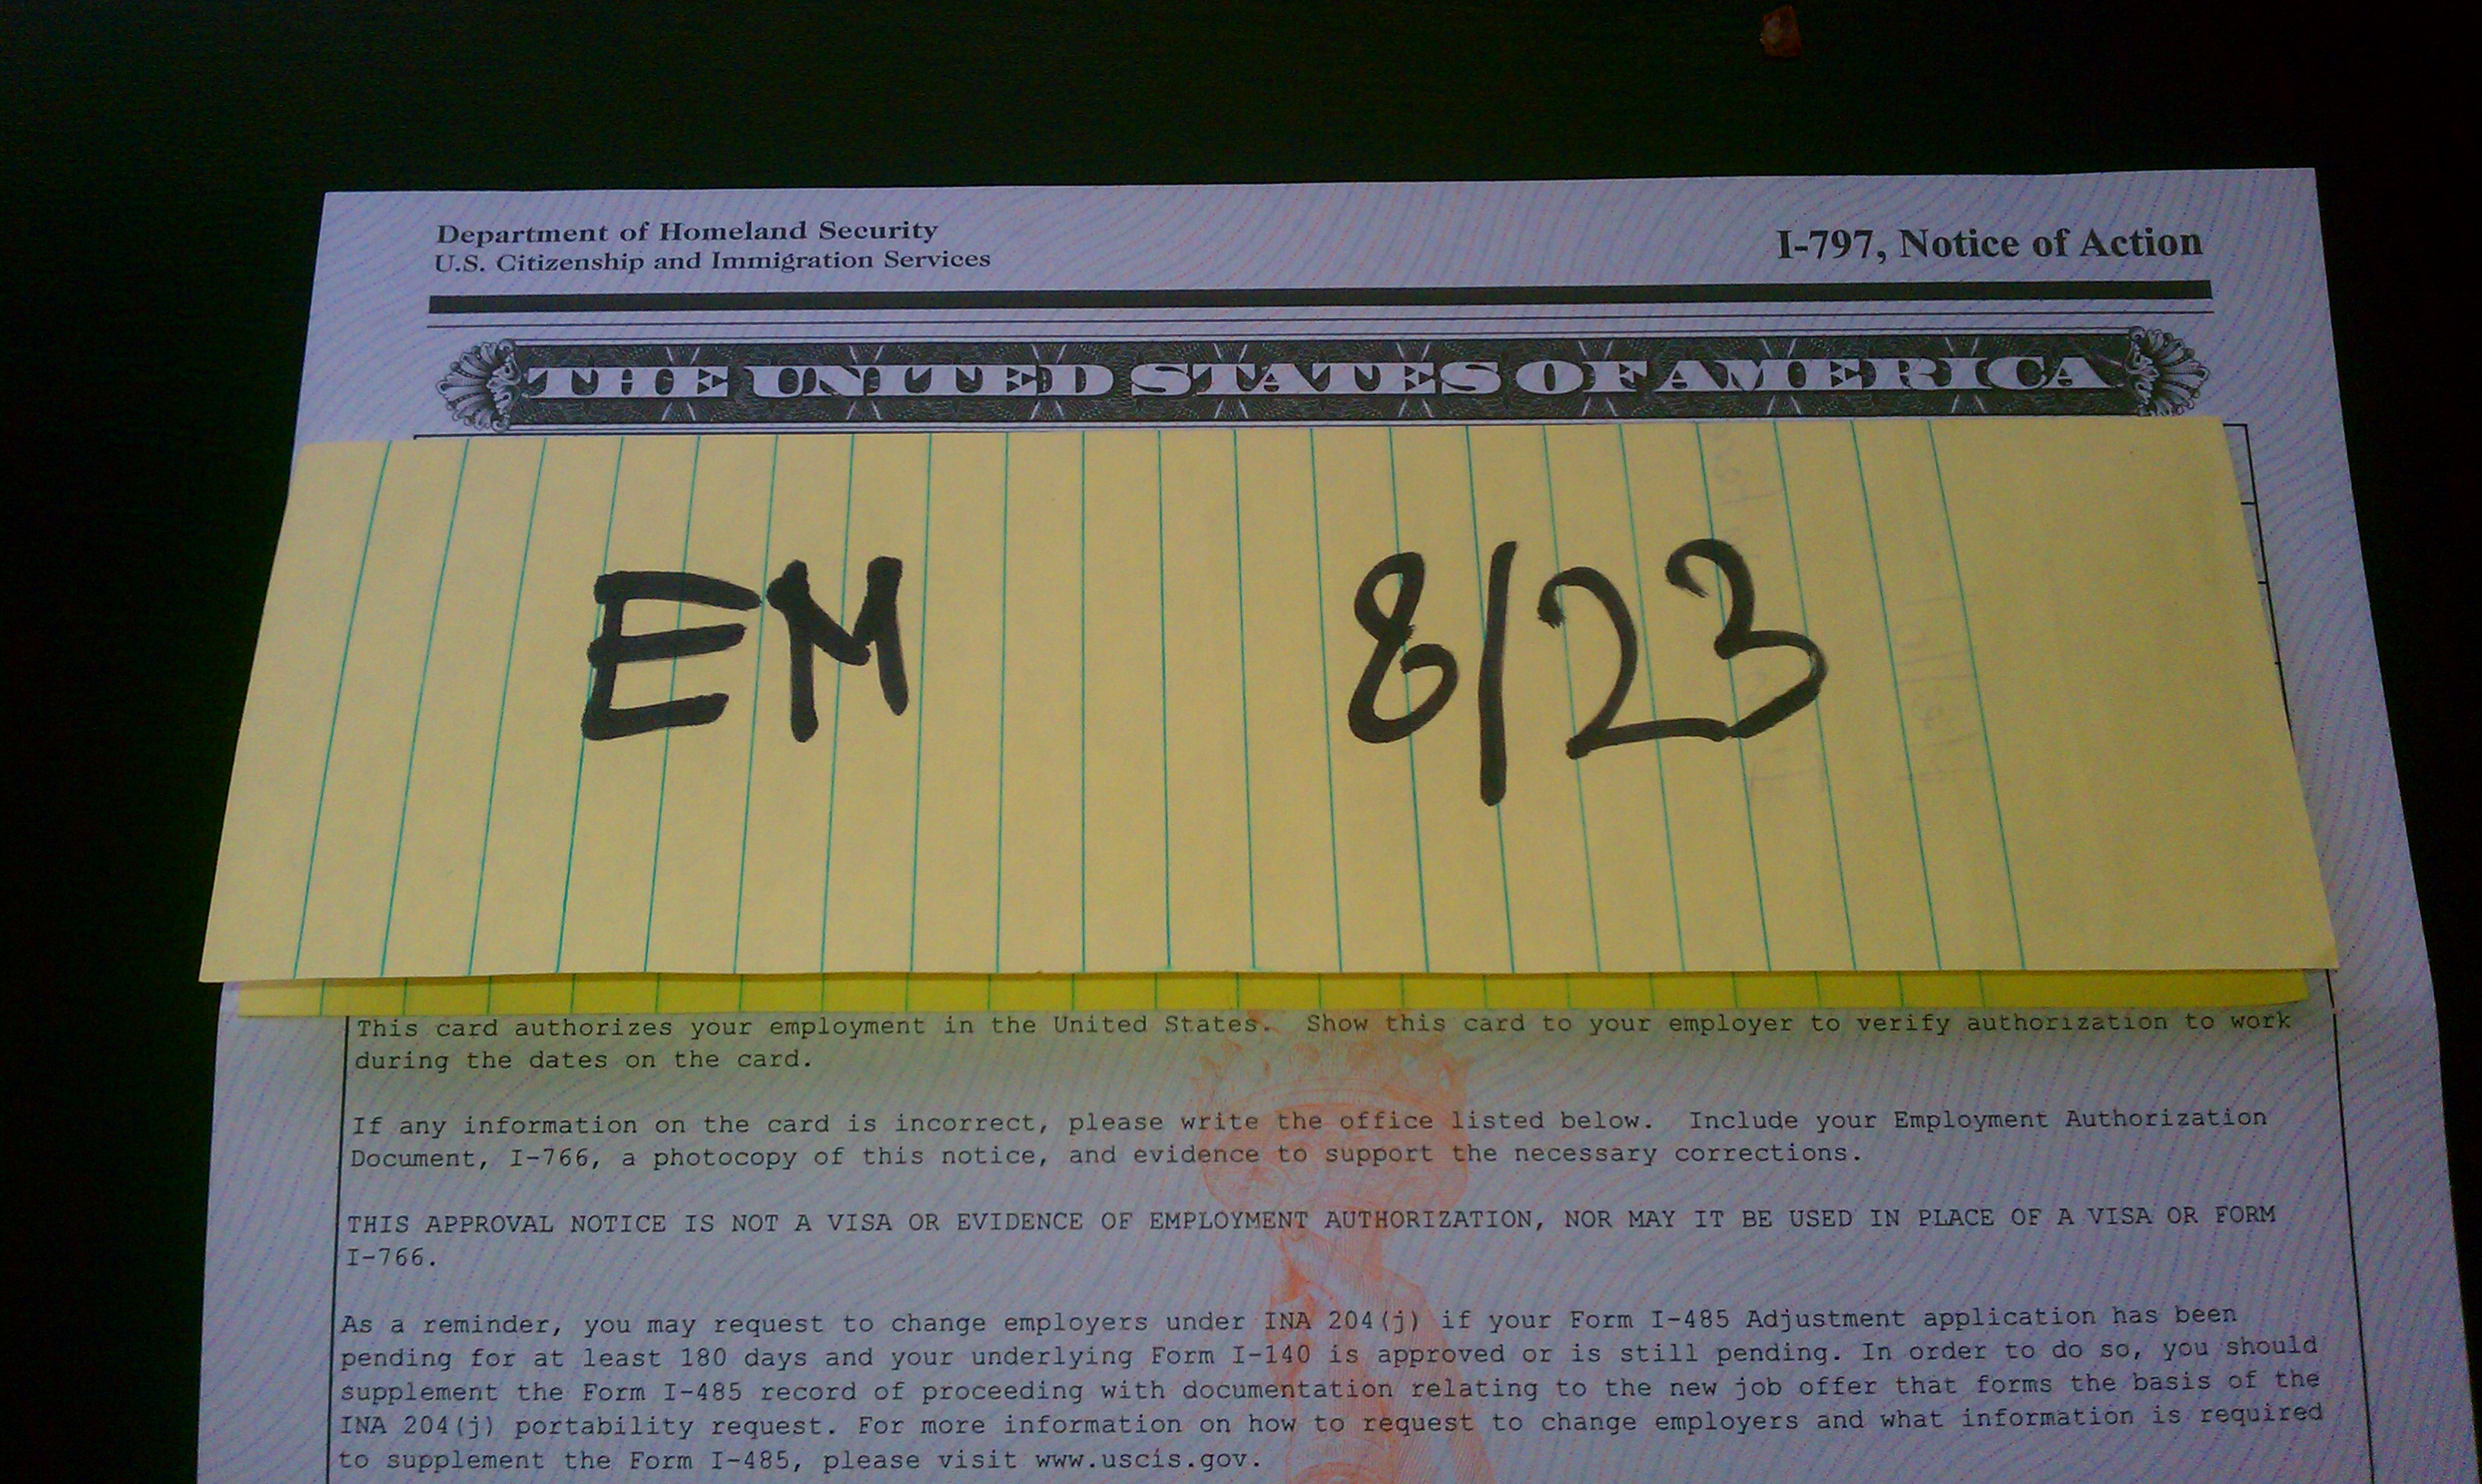 Department of Homeland Security
U.S. Citizenship and Immigration Services
I-797, Notice of Action
THE UNITED STATES OF AMERICA
EM 8/23
This card authorizes your employment in the United States. Show this card to your employer to verify authorization to work
during the dates on the card.
If any information on the card is incorrect, please write the office listed below. Include your Employment Authorization
Document, I-766, a photocopy of this notice, and evidence to support the necessary corrections.
THIS APPROVAL NOTICE IS NOT A VISA OR EVIDENCE OF EMPLOYMENT AUTHORIZATION, NOR MAY IT BE USED IN PLACE OF A VISA OR FORM
I-766.
As a reminder, you may request to change employers under INA 204(j) if your Form I-485 Adjustment application has been
pending for at least 180 days and your underlying Form I-140 is approved or is still pending. In order to do so, you should
supplement the Form I-485 record of proceeding with documentation relating to the new job offer that forms the basis of the
INA 204(j) portability request. For more information on how to request to change employers and what information is required
to supplement the Form I-485, please visit www.uscis.gov.